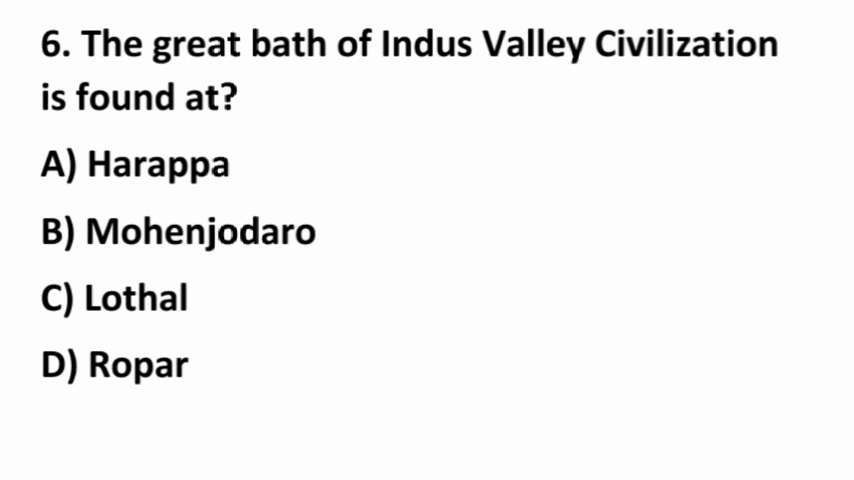 6. The great bath of Indus Valley Civilization
is found at?
A) Harappa
B) Mohenjodaro
C) Lothal
D) Ropar